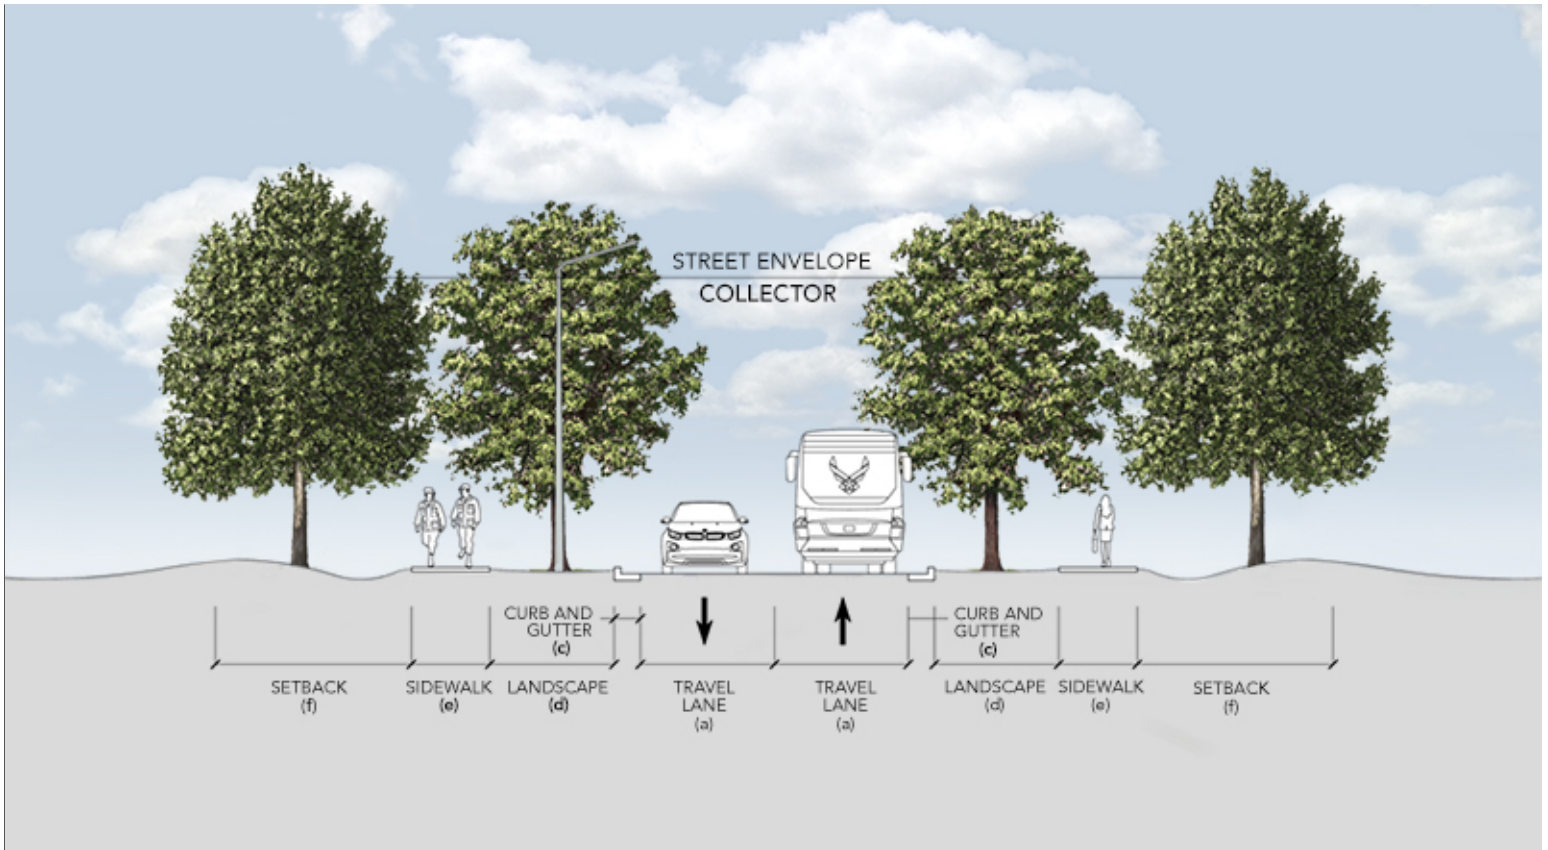 STREET ENVELOPE
COLLECTOR
CURB AND
GUTTER
(c)
CURB AND
GUTTER
(c)
SETBACK
(f)
SIDEWALK
(e)
LANDSCAPE
(d)
TRAVEL
LANE
(a)
TRAVEL
LANE
(a)
LANDSCAPE
(d)
SIDEWALK
(e)
SETBACK
(f)